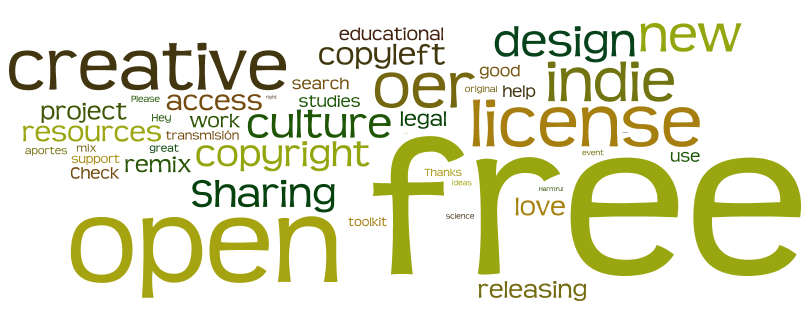 educational
design
new
creative
copyleft
search
oer
good
indie
Please
access
right
studies
original
help
project
Hey
work
culture
legal
license
resources
transmisión
aportes
mix
great
copyright
free
event
use
support
remix
Check
Thanks
ideas
Sharing
Harmful
love
open
toolkit
science
releasing